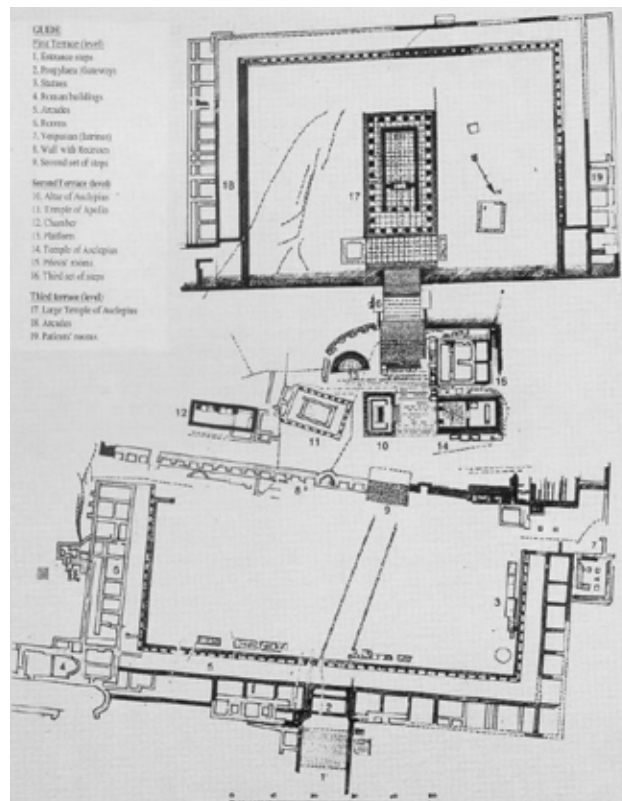 GUIDE
First Terrace (level)
1. Entrance steps
2. Propylaea (Gateways)
3. Statues
4. Roman buildings
5. Arcades
6. Rooms
7. Vespasian (latrines)
8. Wall with Recesses
9. Second set of steps
Second Terrace (level)
10. Altar of Asclepius
11. Temple of Apollo
12. Chamber
13. Platform
14. Temple of Asclepius
15. Priests' rooms
16. Third set of steps
Third terrace (level)
17. Large Temple of Asclepius
18. Arcades
19. Patients' rooms
18
17
19
16
15
12
11
10
14
8
9
7
6
3
4
5
2
1